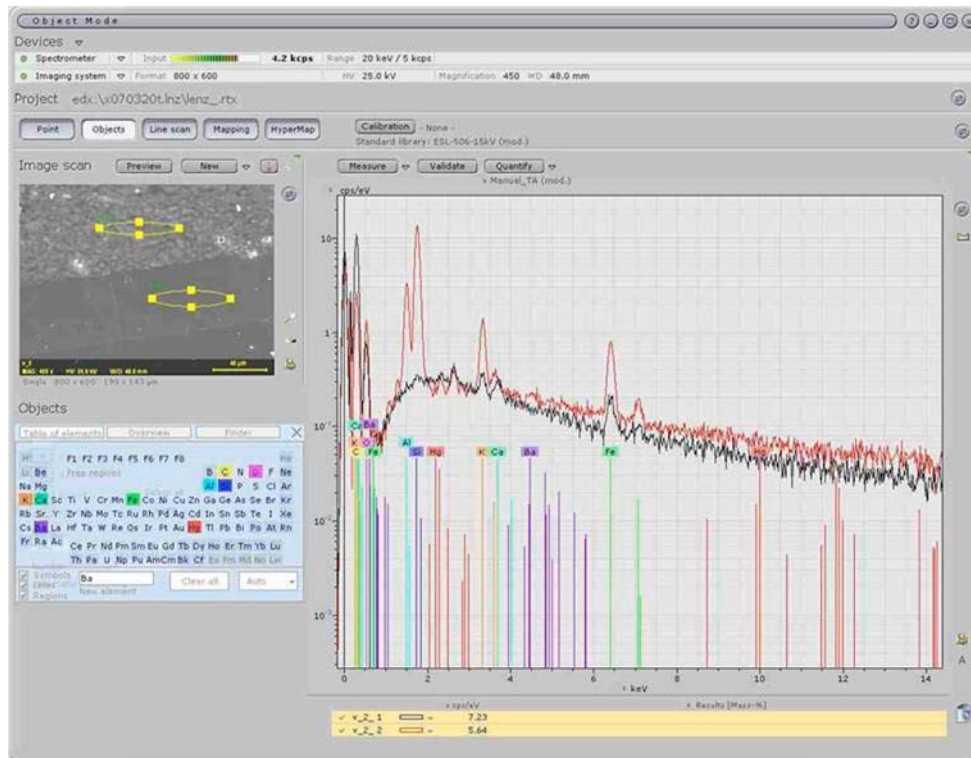 Object Mode
Devices
Spectrometer Input 4.2 kcps Range 20 keV / 5 kcps
Imaging system Format 800 x 600 HV 25.0 kV Magnification 450 WD 48.0 mm
Project edx:\x070320t.lnz\lenz_.rtx
Point Objects Line scan Mapping HyperMap Calibration - None -
Standard library: ESL-506-15kV (mod.)
Image scan Preview New Measure Validate Quantify
Manual_TA (mod.)
cps/eV
10
1
Single 800 x 600 190 x 143 µm
Objects
Table of elements Overview Finder
F1 F2 F3 F4 F5 F6 F7 F8 He
Li Be Free regions B C N O F Ne
Na Mg Al Si P S Cl Ar
K Ca Sc Ti V Cr Mn Fe Co Ni Cu Zn Ga Ge As Se Br Kr
Rb Sr Y Zr Nb Mo Tc Ru Rh Pd Ag Cd In Sn Sb Te I Xe
Cs Ba La Hf Ta W Re Os Ir Pt Au Hg Tl Pb Bi Po At Rn
Fr Ra Ac Ce Pr Nd Pm Sm Eu Gd Tb Dy Ho Er Tm Yb Lu
Th Pa U Np Pu Am Cm Bk Cf Es Fm Md No Lw
Symbols Ba Clear all Auto
New element
Regions
Ca Ba
K O Al
C Fe Si Hg K Ca Ba Fe Hg
10-1
10-2
10-3
0 2 4 6 8 10 12 14
keV
A
cps/eV Results [Mass-%]
v_2_1 7.23
v_2_2 5.64